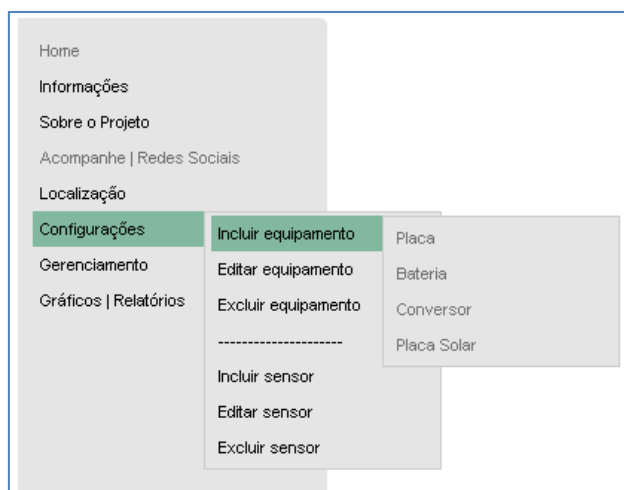 Home
Informações
Sobre o Projeto
Acompanhe | Redes Sociais
Localização
Configurações
Gerenciamento
Gráficos | Relatórios
Incluir equipamento
Editar equipamento
Excluir equipamento
---------------------
Incluir sensor
Editar sensor
Excluir sensor
Placa
Bateria
Conversor
Placa Solar